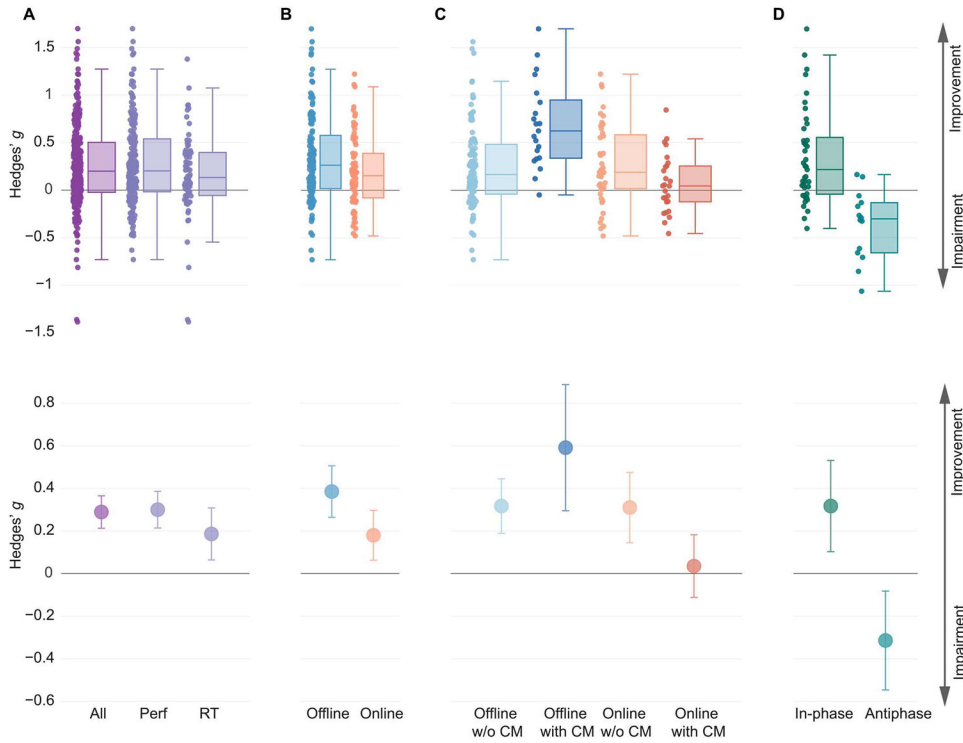 A
B
C
D
1.5
1
0.5
0
−0.5
−1
−1.5
Hedges' g
Improvement
Impairment
0.8
0.6
0.4
0.2
0
−0.2
−0.4
−0.6
Hedges' g
Improvement
Impairment
All
Perf
RT
Offline
Online
Offline
w/o CM
Offline
with CM
Online
w/o CM
Online
with CM
In-phase
Antiphase